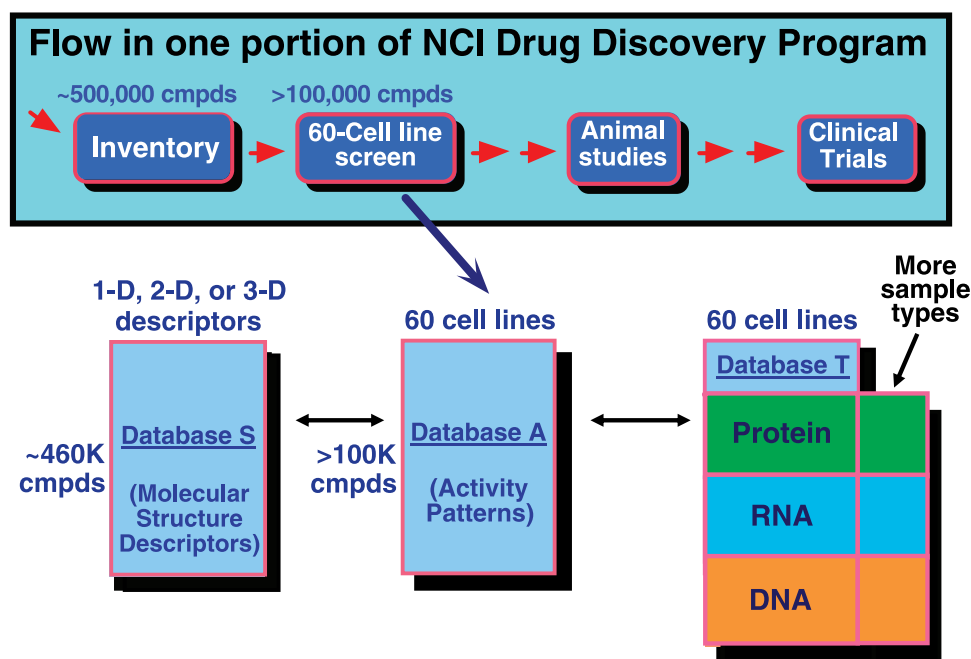 Flow in one portion of NCI Drug Discovery Program
~500,000 cmpds
>100,000 cmpds
Inventory
60-Cell line
screen
Animal
studies
Clinical
Trials
More
sample
types
1-D, 2-D, or 3-D
descriptors
60 cell lines
60 cell lines
Database T
~460K
cmpds
Database S
(Molecular
Structure
Descriptors)
>100K
cmpds
Database A
(Activity
Patterns)
Protein
RNA
DNA